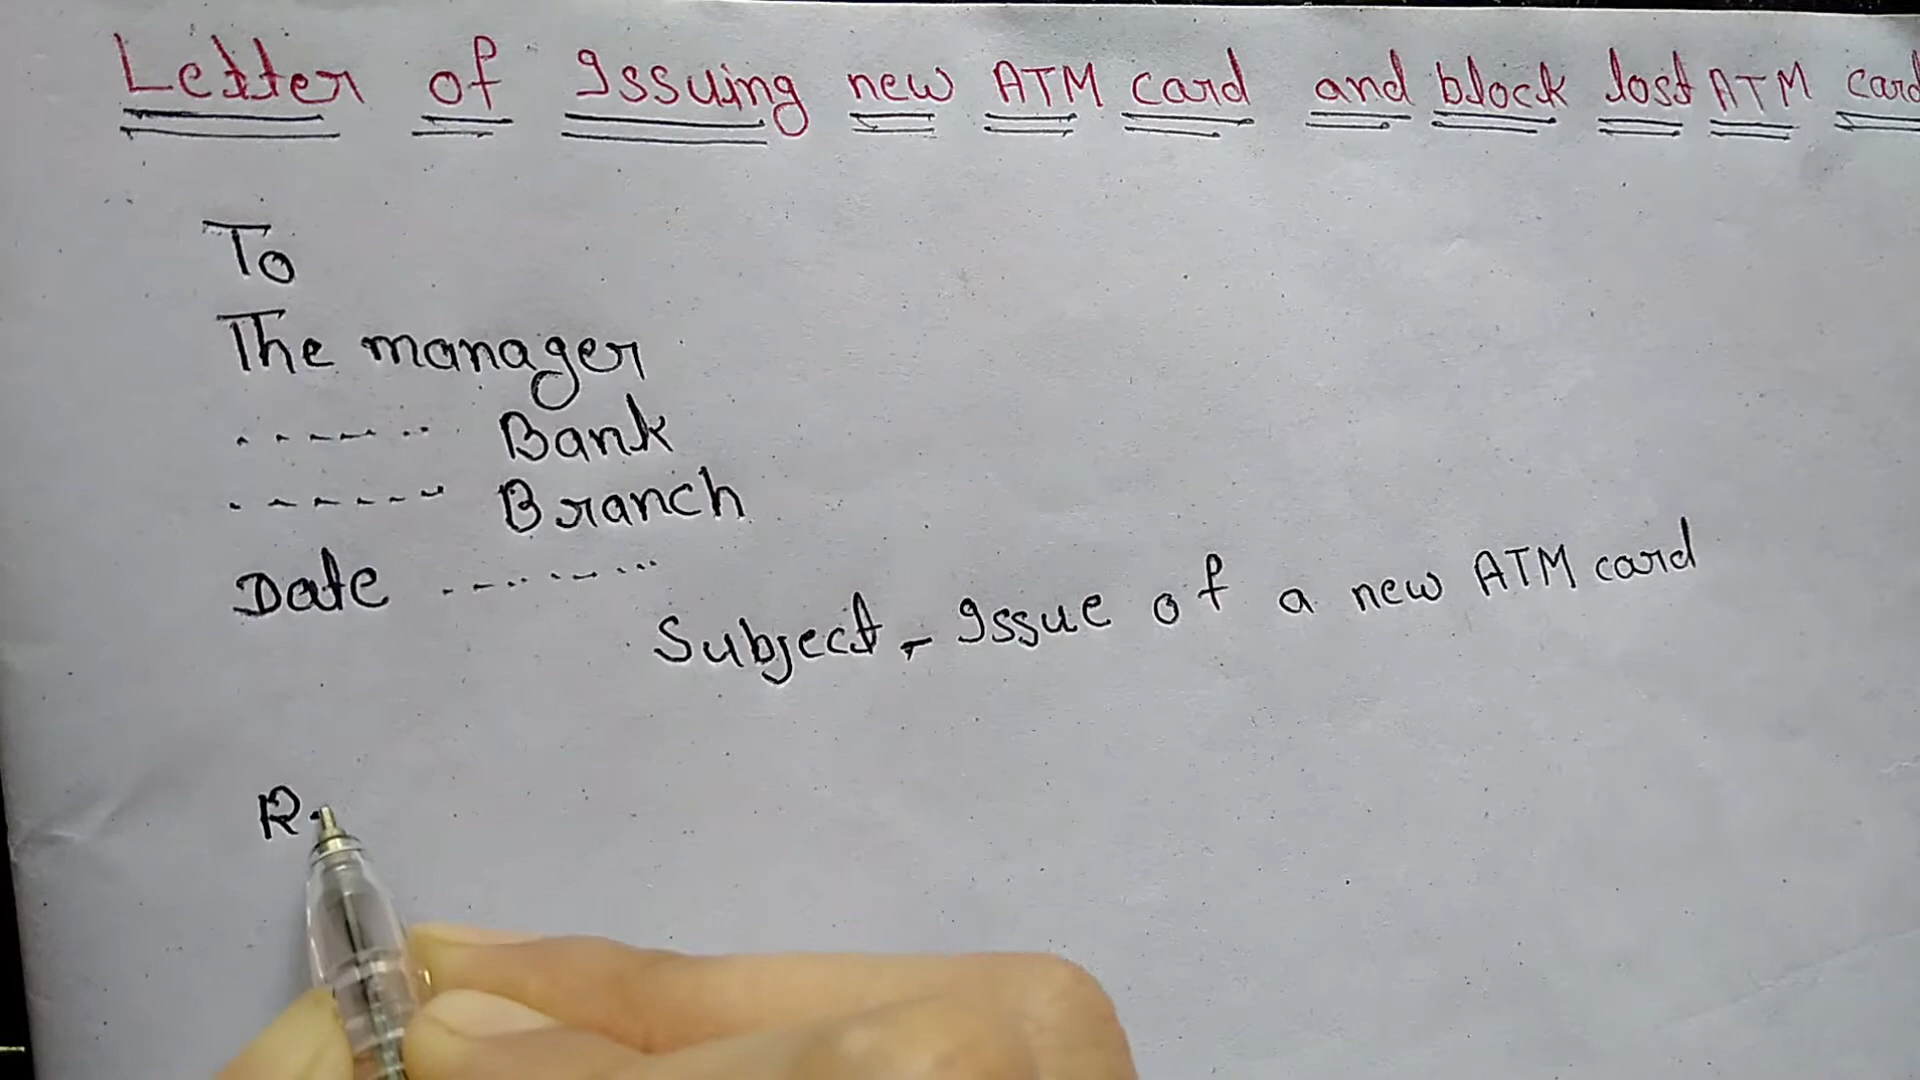 Letter of Issuing new ATM card and block lost ATM card
To
The manager
........ Bank
........ Branch
Date ..........
Subject - Issue of a new ATM card
R